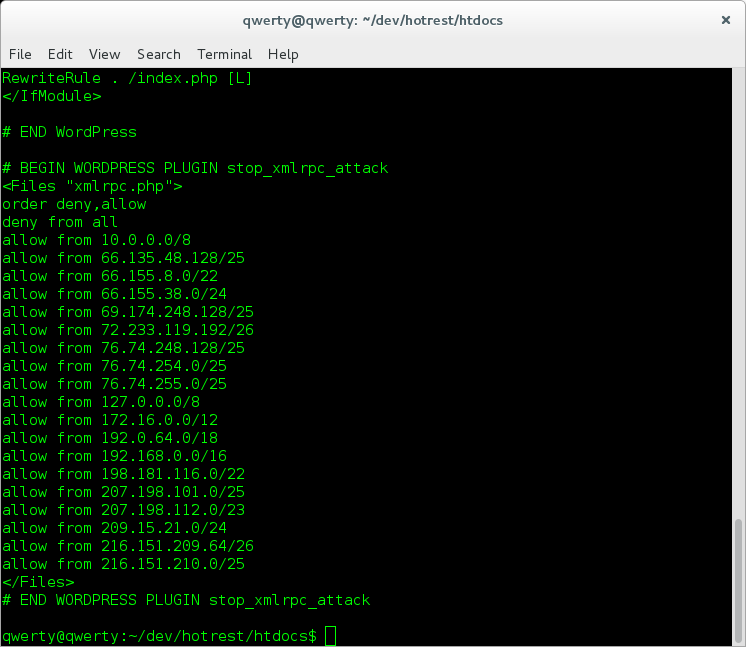 qwerty@qwerty: ~/dev/hotrest/htdocs
File Edit View Search Terminal Help
RewriteRule . /index.php [L]
</IfModule>
# END WordPress
# BEGIN WORDPRESS PLUGIN stop_xmlrpc_attack
<Files "xmlrpc.php">
order deny,allow
deny from all
allow from 10.0.0.0/8
allow from 66.135.48.128/25
allow from 66.155.8.0/22
allow from 66.155.38.0/24
allow from 69.174.248.128/25
allow from 72.233.119.192/26
allow from 76.74.248.128/25
allow from 76.74.254.0/25
allow from 76.74.255.0/25
allow from 127.0.0.0/8
allow from 172.16.0.0/12
allow from 192.0.64.0/18
allow from 192.168.0.0/16
allow from 198.181.116.0/22
allow from 207.198.101.0/25
allow from 207.198.112.0/23
allow from 209.15.21.0/24
allow from 216.151.209.64/26
allow from 216.151.210.0/25
</Files>
# END WORDPRESS PLUGIN stop_xmlrpc_attack
qwerty@qwerty:~/dev/hotrest/htdocs$